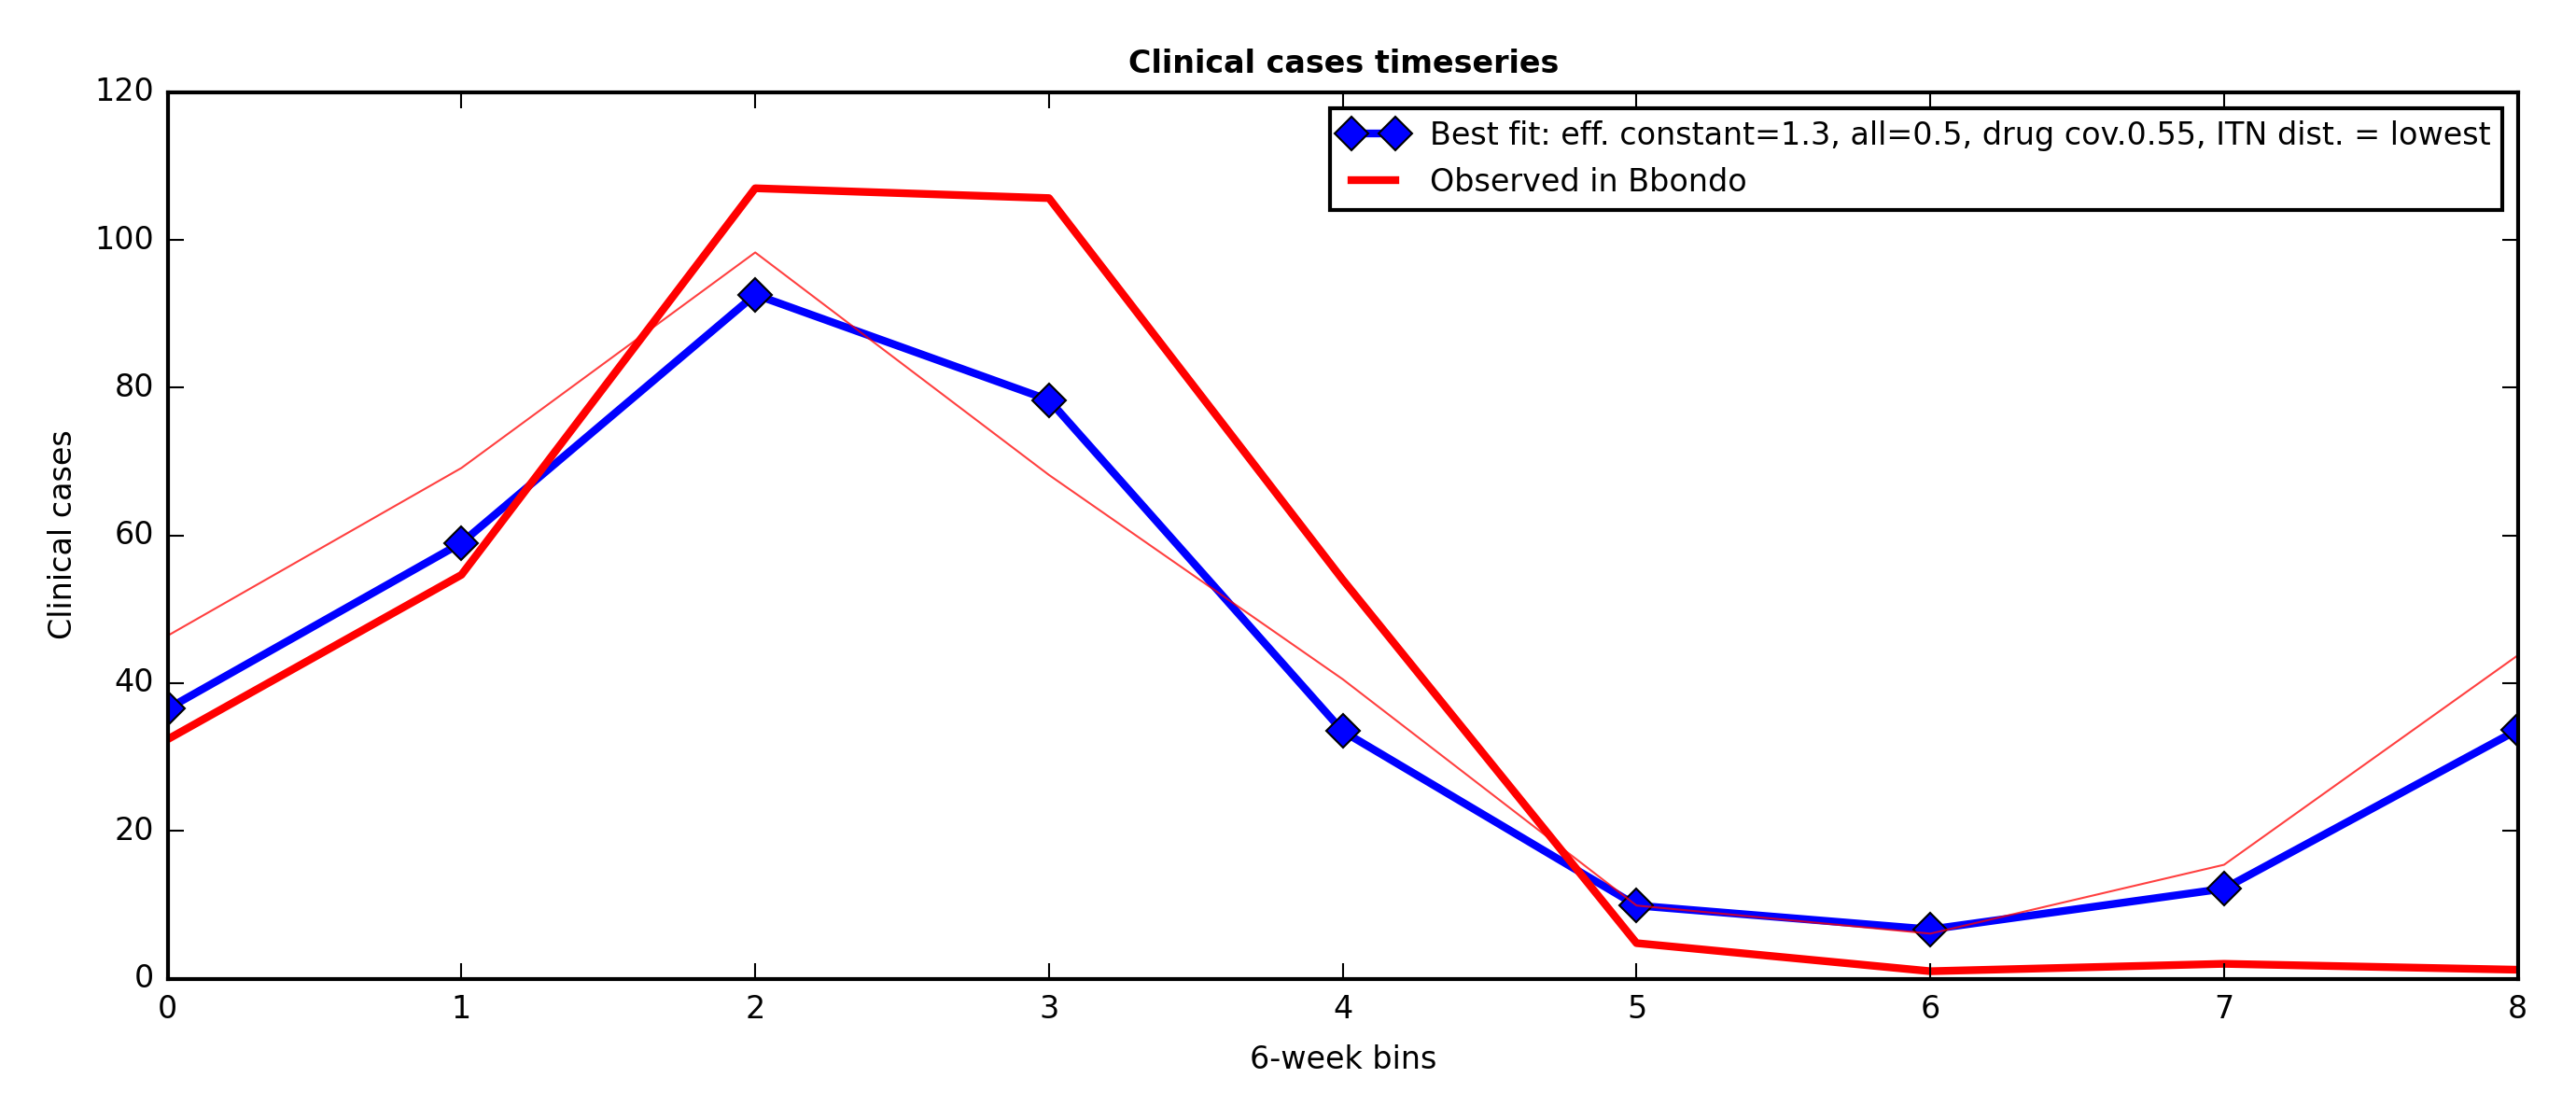 Clinical cases timeseries
120
100
80
60
40
20
0
Clinical cases
Best fit: eff. constant=1.3, all=0.5, drug cov.0.55, ITN dist. = lowest
Observed in Bbondo
0 1 2 3 4 5 6 7 8
6-week bins